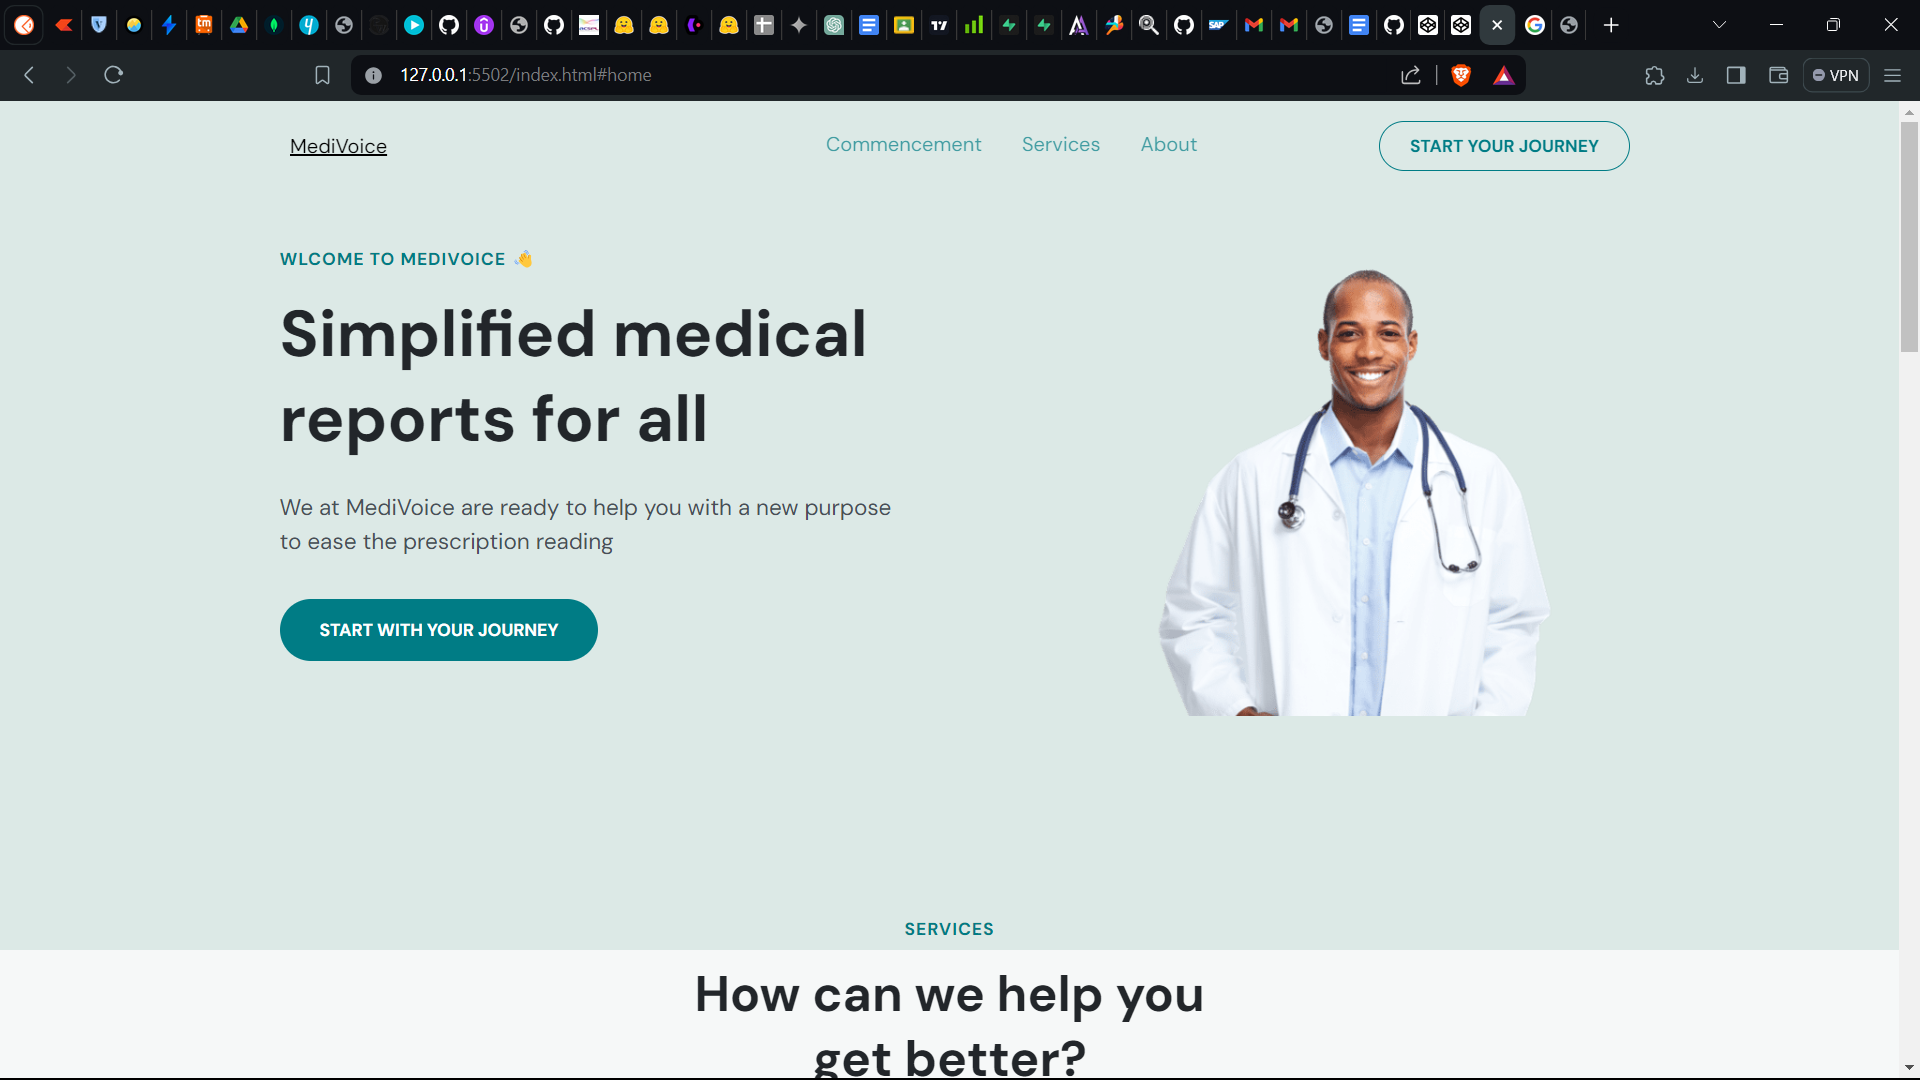 127.0.0.1:5502/index.html#home
VPN
MediVoice
Commencement
Services
About
START YOUR JOURNEY
WLCOME TO MEDIVOICE 👋
Simplified medical
reports for all
We at MediVoice are ready to help you with a new purpose
to ease the prescription reading
START WITH YOUR JOURNEY
SERVICES
How can we help you
get better?